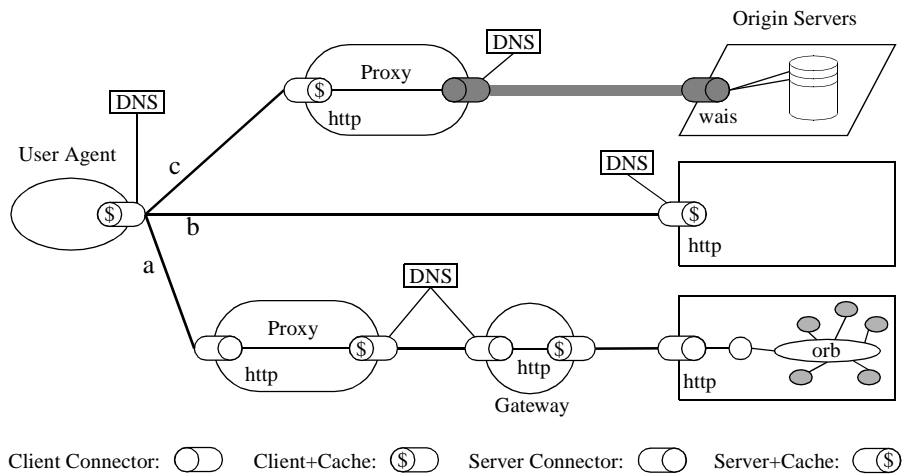 Origin Servers
DNS
Proxy
$
http
wais
DNS
User Agent
c
DNS
$
b
$
http
a
DNS
Proxy
$
http
$
http
Gateway
orb
http
Client Connector:
Client+Cache: $
Server Connector:
Server+Cache: $